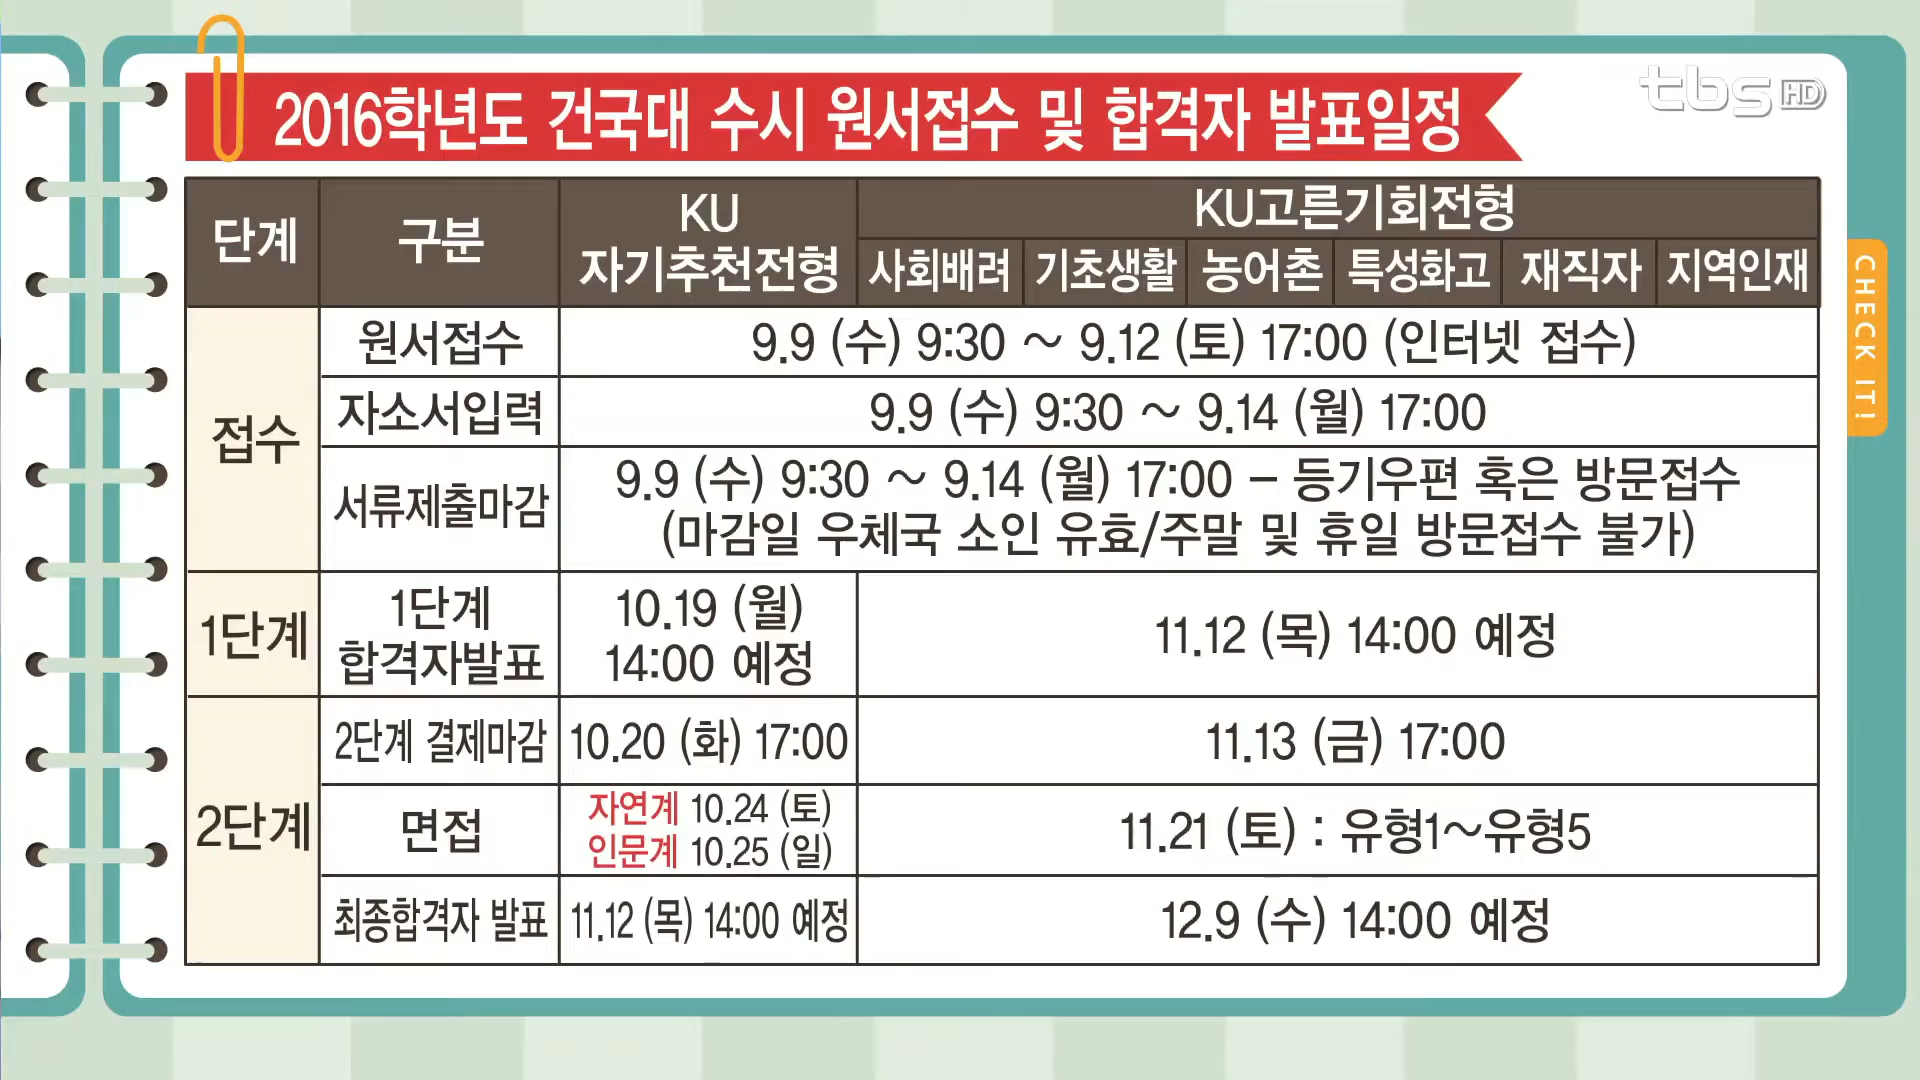 2016학년도 건국대 수시 원서접수 및 합격자 발표일정
tbs HD
CHECK IT!
단계
구분
KU
자기추천전형
KU고른기회전형
사회배려
기초생활
농어촌
특성화고
재직자
지역인재
접수
원서접수
9.9 (수) 9:30 ~ 9.12 (토) 17:00 (인터넷 접수)
자소서입력
9.9 (수) 9:30 ~ 9.14 (월) 17:00
서류제출마감
9.9 (수) 9:30 ~ 9.14 (월) 17:00 – 등기우편 혹은 방문접수
(마감일 우체국 소인 유효/주말 및 휴일 방문접수 불가)
1단계
1단계
합격자발표
10.19 (월)
14:00 예정
11.12 (목) 14:00 예정
2단계
2단계 결제마감
10.20 (화) 17:00
11.13 (금) 17:00
면접
자연계 10.24 (토)
인문계 10.25 (일)
11.21 (토) : 유형1~유형5
최종합격자 발표
11.12 (목) 14:00 예정
12.9 (수) 14:00 예정